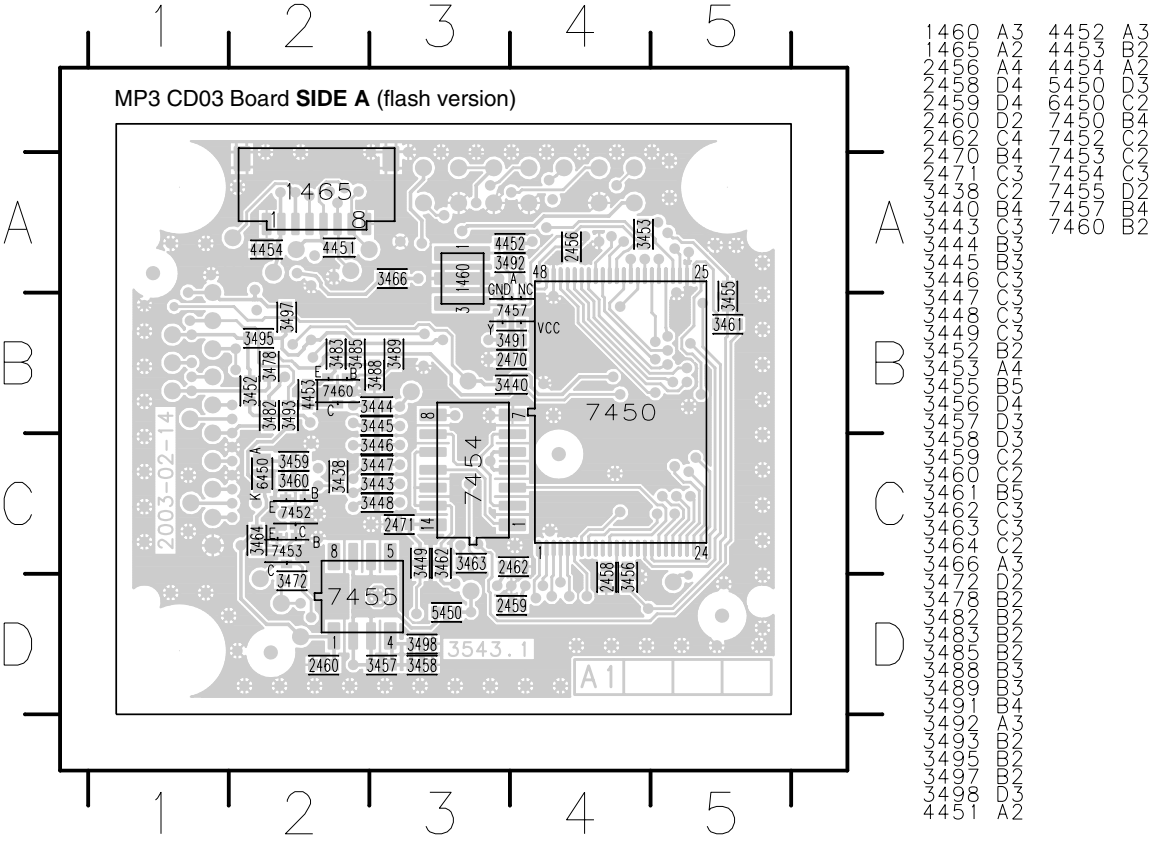 1 2 3 4 5
MP3 CD03 Board SIDE A (flash version)
A
B
C
D
A
B
C
D
1465
1 8
4454 4451
3466
1460
1
3
4452
3492
2456
3453
A
GND NC
48 25
7457
Y VCC
3455
3461
3491
2470
3440
3497
3495
3478
3483
3485
3489
3488
E B
7460
C
3452
4453
3482
3493
3444
3445
3446
3447
3443
3448
8 7
7454
14 1
7450
1 24
2003-02-14
A
6450
K
3459
3460
3438
B
E
7452
E C
B
7453
C
3464
3472
2471
8 5
7455
1 4
3449
3462
3463
2462
2458
3456
5450
2459
3498
3543.1
2460 3457 3458
A1
1 2 3 4 5
1460 A3
1465 A2
2456 A4
2458 D4
2459 D4
2460 D2
2462 C4
2470 B4
2471 C3
3438 C2
3440 B4
3443 C3
3444 B3
3445 B3
3446 C3
3447 C3
3448 C3
3449 C3
3452 B2
3453 A4
3455 B5
3456 D4
3457 D3
3458 D3
3459 C2
3460 C2
3461 B5
3462 C3
3463 C3
3464 C2
3466 A3
3472 D2
3478 B2
3482 B2
3483 B2
3485 B2
3488 B3
3489 B3
3491 B4
3492 A3
3493 B2
3495 B2
3497 B2
3498 D3
4451 A2
4452 A3
4453 B2
4454 A2
5450 D3
6450 C2
7450 B4
7452 C2
7453 C2
7454 C3
7455 D2
7457 B4
7460 B2